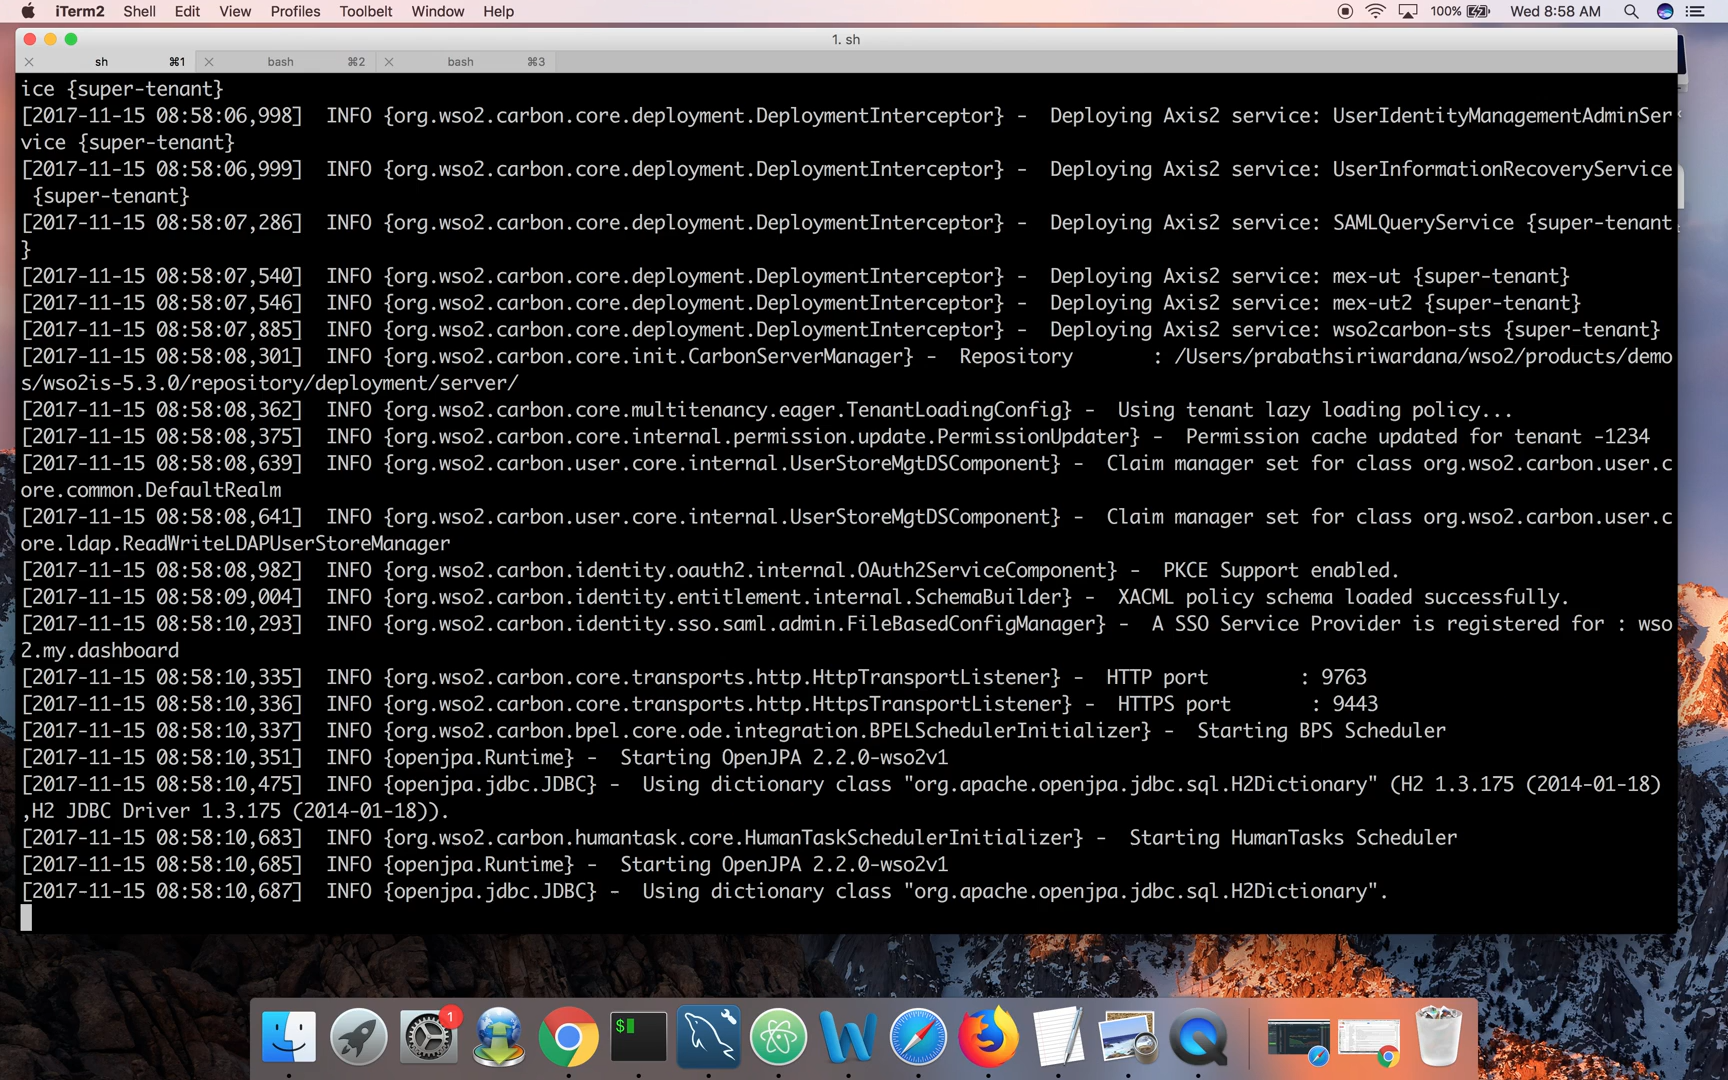 iTerm2 Shell Edit View Profiles Toolbelt Window Help 100% Wed 8:58 AM
1. sh
sh ⌘1 bash ⌘2 bash ⌘3
ice {super-tenant}
[2017-11-15 08:58:06,998]  INFO {org.wso2.carbon.core.deployment.DeploymentInterceptor} -  Deploying Axis2 service: UserIdentityManagementAdminSer
vice {super-tenant}
[2017-11-15 08:58:06,999]  INFO {org.wso2.carbon.core.deployment.DeploymentInterceptor} -  Deploying Axis2 service: UserInformationRecoveryService
 {super-tenant}
[2017-11-15 08:58:07,286]  INFO {org.wso2.carbon.core.deployment.DeploymentInterceptor} -  Deploying Axis2 service: SAMLQueryService {super-tenant
}
[2017-11-15 08:58:07,540]  INFO {org.wso2.carbon.core.deployment.DeploymentInterceptor} -  Deploying Axis2 service: mex-ut {super-tenant}
[2017-11-15 08:58:07,546]  INFO {org.wso2.carbon.core.deployment.DeploymentInterceptor} -  Deploying Axis2 service: mex-ut2 {super-tenant}
[2017-11-15 08:58:07,885]  INFO {org.wso2.carbon.core.deployment.DeploymentInterceptor} -  Deploying Axis2 service: wso2carbon-sts {super-tenant}
[2017-11-15 08:58:08,301]  INFO {org.wso2.carbon.core.init.CarbonServerManager} -  Repository       : /Users/prabathsiriwardana/wso2/products/demo
s/wso2is-5.3.0/repository/deployment/server/
[2017-11-15 08:58:08,362]  INFO {org.wso2.carbon.core.multitenancy.eager.TenantLoadingConfig} -  Using tenant lazy loading policy...
[2017-11-15 08:58:08,375]  INFO {org.wso2.carbon.core.internal.permission.update.PermissionUpdater} -  Permission cache updated for tenant -1234
[2017-11-15 08:58:08,639]  INFO {org.wso2.carbon.user.core.internal.UserStoreMgtDSComponent} -  Claim manager set for class org.wso2.carbon.user.c
ore.common.DefaultRealm
[2017-11-15 08:58:08,641]  INFO {org.wso2.carbon.user.core.internal.UserStoreMgtDSComponent} -  Claim manager set for class org.wso2.carbon.user.c
ore.ldap.ReadWriteLDAPUserStoreManager
[2017-11-15 08:58:08,982]  INFO {org.wso2.carbon.identity.oauth2.internal.OAuth2ServiceComponent} -  PKCE Support enabled.
[2017-11-15 08:58:09,004]  INFO {org.wso2.carbon.identity.entitlement.internal.SchemaBuilder} -  XACML policy schema loaded successfully.
[2017-11-15 08:58:10,293]  INFO {org.wso2.carbon.identity.sso.saml.admin.FileBasedConfigManager} -  A SSO Service Provider is registered for : wso
2.my.dashboard
[2017-11-15 08:58:10,335]  INFO {org.wso2.carbon.core.transports.http.HttpTransportListener} -  HTTP port        : 9763
[2017-11-15 08:58:10,336]  INFO {org.wso2.carbon.core.transports.http.HttpsTransportListener} -  HTTPS port       : 9443
[2017-11-15 08:58:10,337]  INFO {org.wso2.carbon.bpel.core.ode.integration.BPELSchedulerInitializer} -  Starting BPS Scheduler
[2017-11-15 08:58:10,351]  INFO {openjpa.Runtime} -  Starting OpenJPA 2.2.0-wso2v1
[2017-11-15 08:58:10,475]  INFO {openjpa.jdbc.JDBC} -  Using dictionary class "org.apache.openjpa.jdbc.sql.H2Dictionary" (H2 1.3.175 (2014-01-18)
,H2 JDBC Driver 1.3.175 (2014-01-18)).
[2017-11-15 08:58:10,683]  INFO {org.wso2.carbon.humantask.core.HumanTaskSchedulerInitializer} -  Starting HumanTasks Scheduler
[2017-11-15 08:58:10,685]  INFO {openjpa.Runtime} -  Starting OpenJPA 2.2.0-wso2v1
[2017-11-15 08:58:10,687]  INFO {openjpa.jdbc.JDBC} -  Using dictionary class "org.apache.openjpa.jdbc.sql.H2Dictionary".
1
$